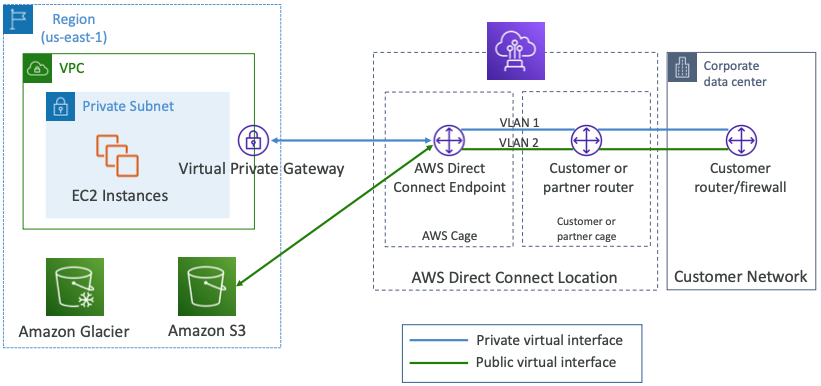 Region
(us-east-1)
VPC
Private Subnet
EC2 Instances
Virtual Private Gateway
Amazon Glacier
Amazon S3
VLAN 1
VLAN 2
AWS Direct
Connect Endpoint
AWS Cage
Customer or
partner router
Customer or
partner cage
AWS Direct Connect Location
Corporate
data center
Customer
router/firewall
Customer Network
Private virtual interface
Public virtual interface